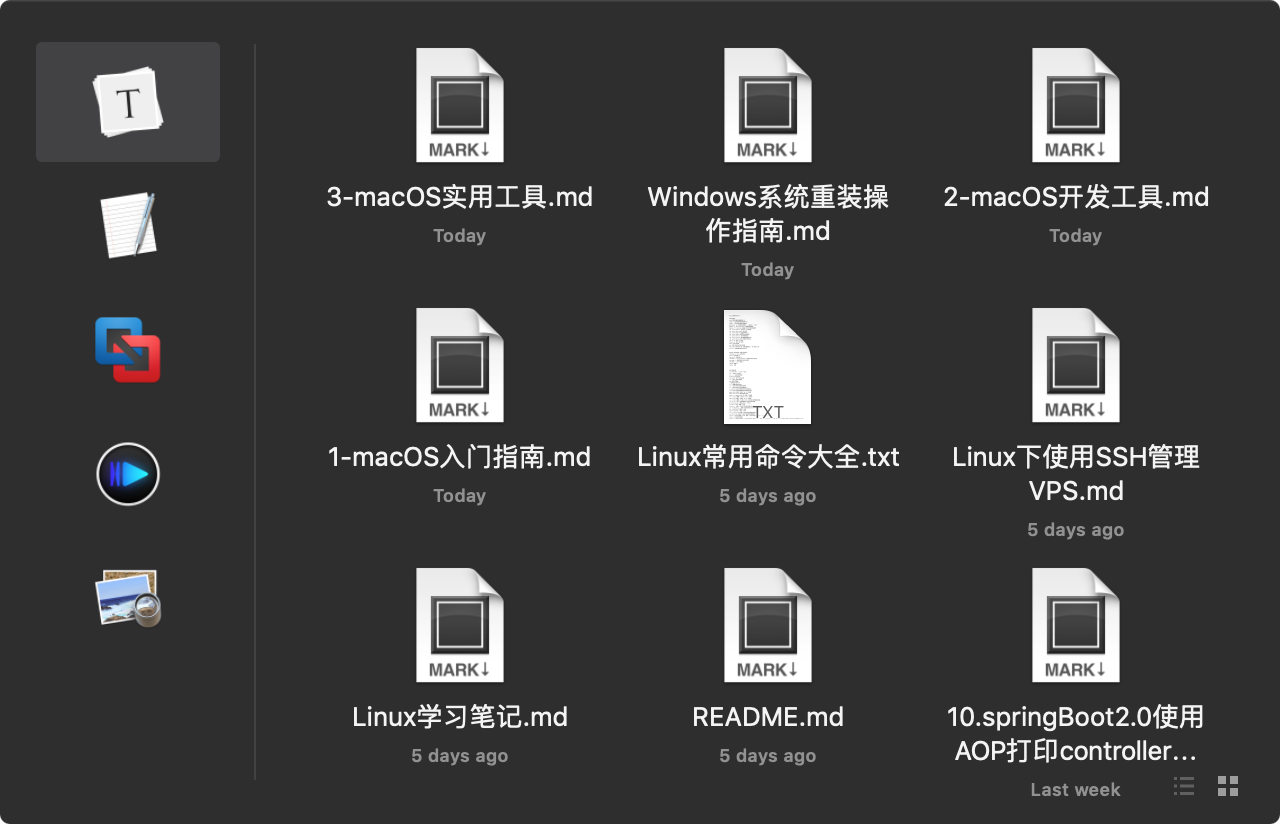 T
MARK↓
MARK↓
MARK↓
3-macOS实用工具.md
Windows系统重装操
作指南.md
2-macOS开发工具.md
Today
Today
Today
MARK↓
TXT
MARK↓
1-macOS入门指南.md
Linux常用命令大全.txt
Linux下使用SSH管理
VPS.md
Today
5 days ago
5 days ago
MARK↓
MARK↓
MARK↓
Linux学习笔记.md
README.md
10.springBoot2.0使用
AOP打印controller...
5 days ago
5 days ago
Last week